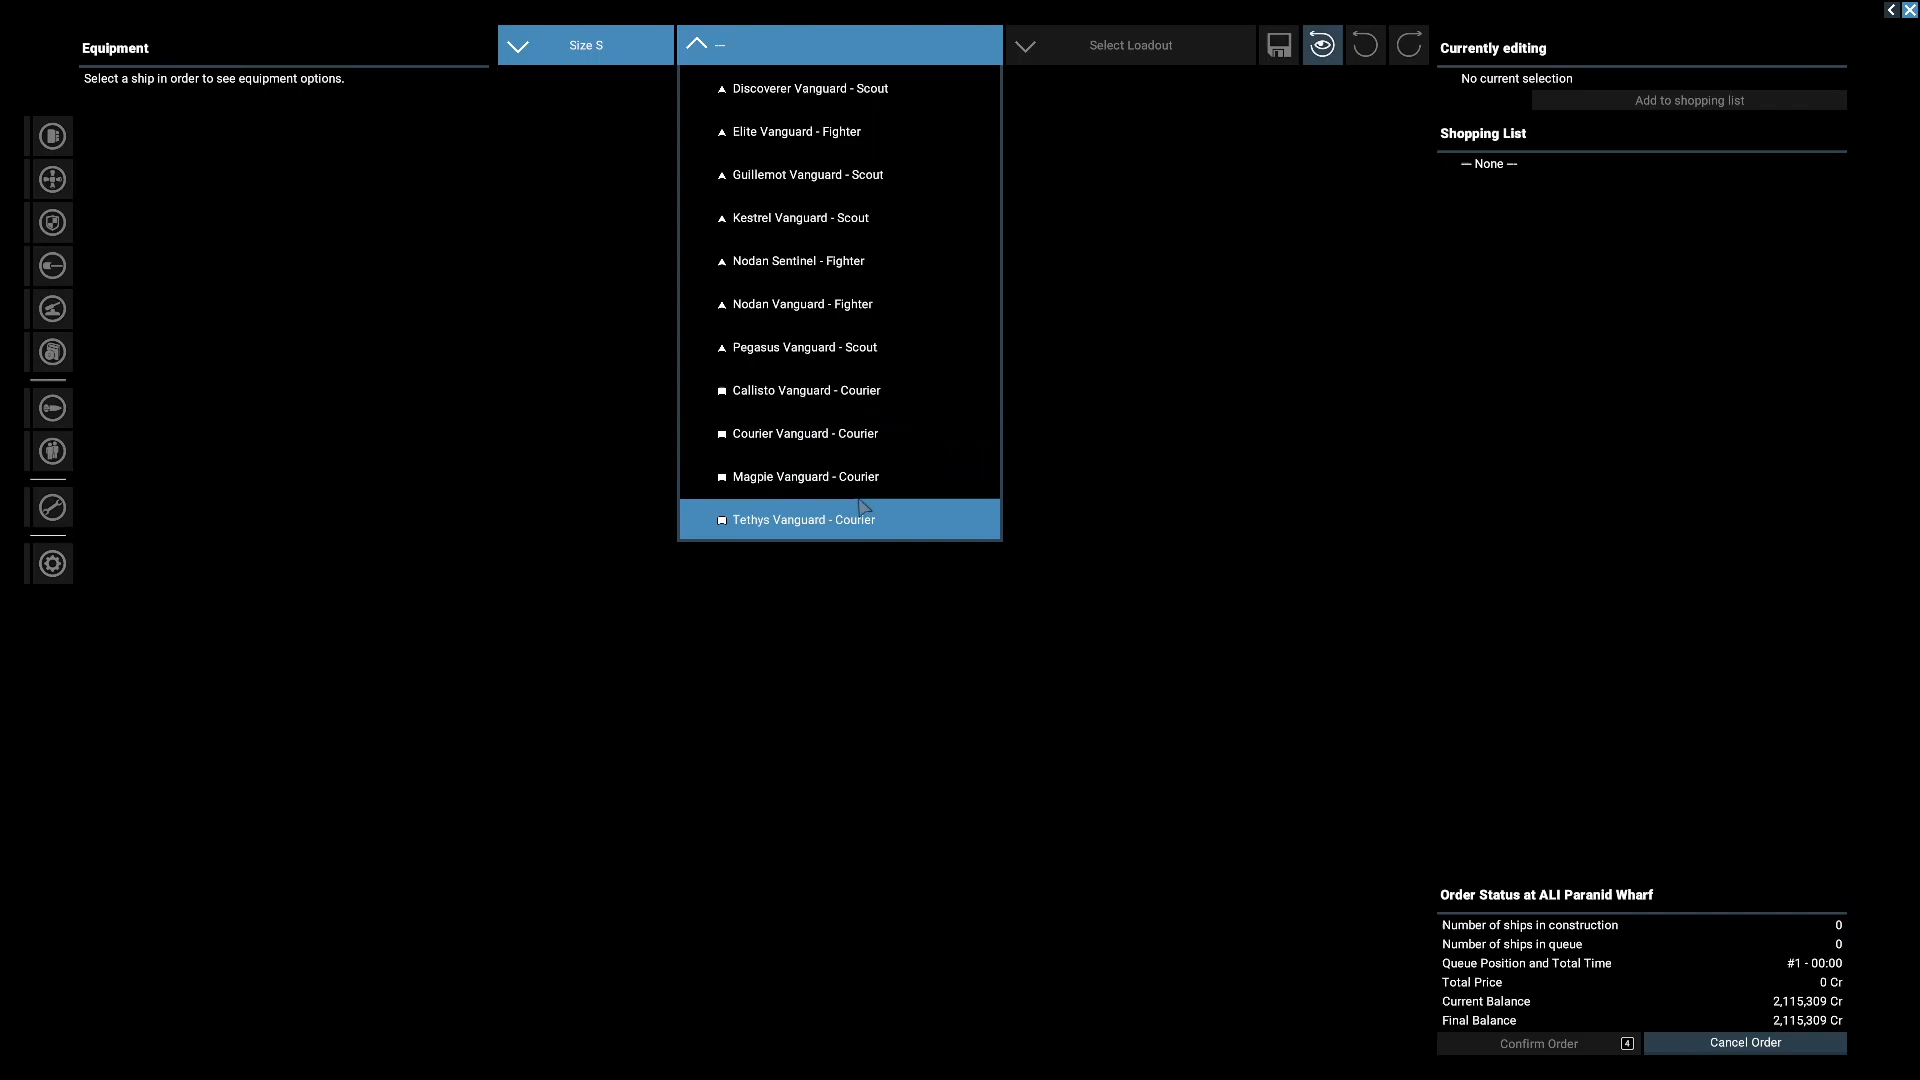 Equipment
Select a ship in order to see equipment options.
Size S
—
Select Loadout
Discoverer Vanguard - Scout
Elite Vanguard - Fighter
Guillemot Vanguard - Scout
Kestrel Vanguard - Scout
Nodan Sentinel - Fighter
Nodan Vanguard - Fighter
Pegasus Vanguard - Scout
Callisto Vanguard - Courier
Courier Vanguard - Courier
Magpie Vanguard - Courier
Tethys Vanguard - Courier
Currently editing
No current selection
Add to shopping list
Shopping List
— None —
Order Status at ALI Paranid Wharf
Number of ships in construction 0
Number of ships in queue 0
Queue Position and Total Time #1 - 00:00
Total Price 0 Cr
Current Balance 2,115,309 Cr
Final Balance 2,115,309 Cr
Confirm Order 4
Cancel Order